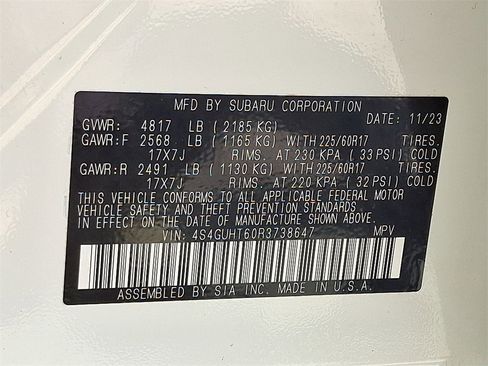 MFD BY SUBARU CORPORATION DATE: 11/23
GVWR: 4817 LB ( 2185 KG)
GAWR:F 2568 LB ( 1165 KG) WITH 225/60R17 TIRES.
17X7J RIMS. AT 230 KPA ( 33 PSI) COLD
GAWR:R 2491 LB ( 1130 KG) WITH 225/60R17 TIRES.
17X7J RIMS. AT 220 KPA ( 32 PSI) COLD
THIS VEHICLE CONFORMS TO ALL APPLICABLE FEDERAL MOTOR
VEHICLE SAFETY AND THEFT PREVENTION STANDARDS
IN EFFECT ON THE DATE OF MANUFACTURE SHOWN ABOVE.
VIN: 4S4GUHT60R3738647 MPV
ASSEMBLED BY SIA INC. MADE IN U.S.A.